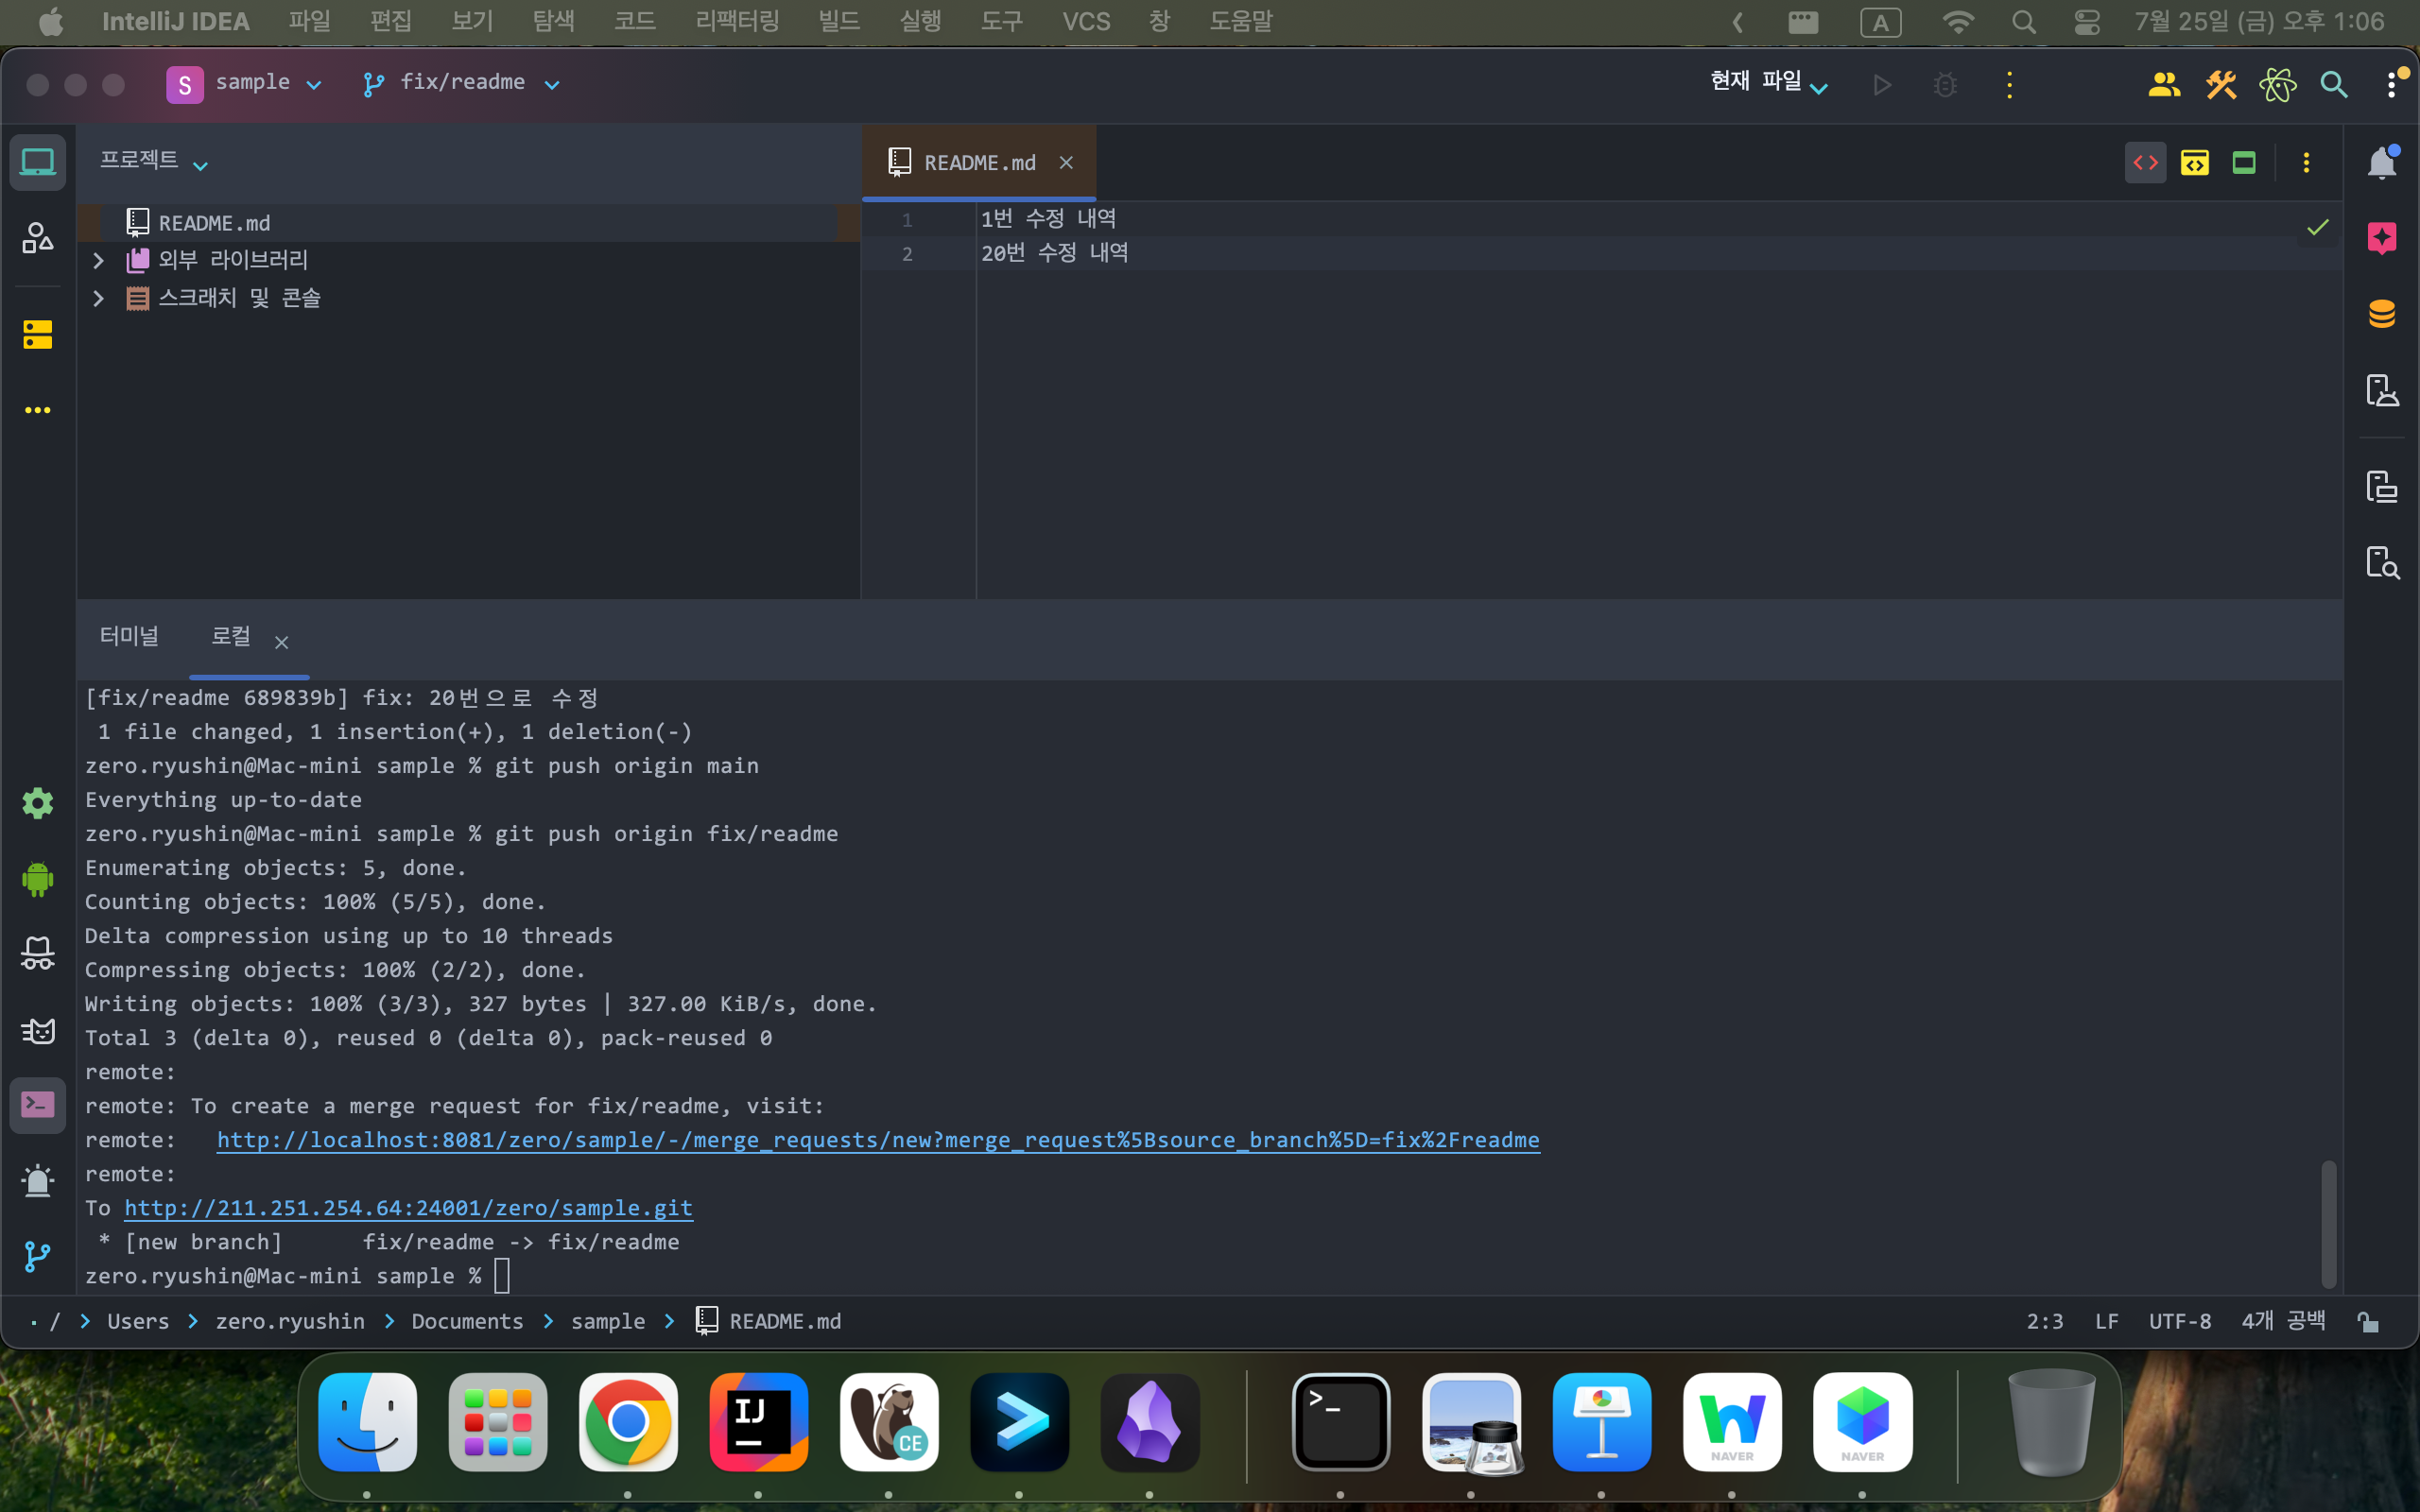 IntelliJ IDEA 파일 편집 보기 탐색 코드 리팩터링 빌드 실행 도구 VCS 창 도움말 A 7월 25일 (금) 오후 1:06
S sample fix/readme 현재 파일
프로젝트
README.md
README.md
외부 라이브러리
스크래치 및 콘솔
1 1번 수정 내역
2 20번 수정 내역
터미널 로컬
[fix/readme 689839b] fix: 20번으로 수정
1 file changed, 1 insertion(+), 1 deletion(-)
zero.ryushin@Mac-mini sample % git push origin main
Everything up-to-date
zero.ryushin@Mac-mini sample % git push origin fix/readme
Enumerating objects: 5, done.
Counting objects: 100% (5/5), done.
Delta compression using up to 10 threads
Compressing objects: 100% (2/2), done.
Writing objects: 100% (3/3), 327 bytes | 327.00 KiB/s, done.
Total 3 (delta 0), reused 0 (delta 0), pack-reused 0
remote:
remote: To create a merge request for fix/readme, visit:
remote:   http://localhost:8081/zero/sample/-/merge_requests/new?merge_request%5Bsource_branch%5D=fix%2Freadme
remote:
To http://211.251.254.64:24001/zero/sample.git
* [new branch]      fix/readme -> fix/readme
zero.ryushin@Mac-mini sample %
/ > Users > zero.ryushin > Documents > sample > README.md 2:3 LF UTF-8 4개 공백
IJ CE >_ NAVER NAVER